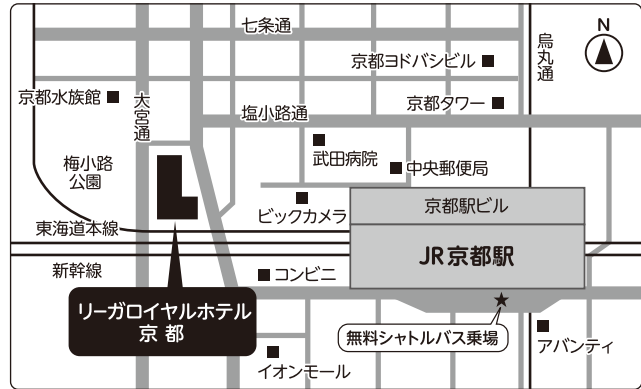 七条通
N
京都ヨドバシビル
烏丸通
京都水族館
大宮通
塩小路通
京都タワー
梅小路
公園
武田病院
中央郵便局
ビックカメラ
京都駅ビル
東海道本線
JR京都駅
新幹線
コンビニ
リーガロイヤルホテル
京都
無料シャトルバス乗場
アバンティ
イオンモール